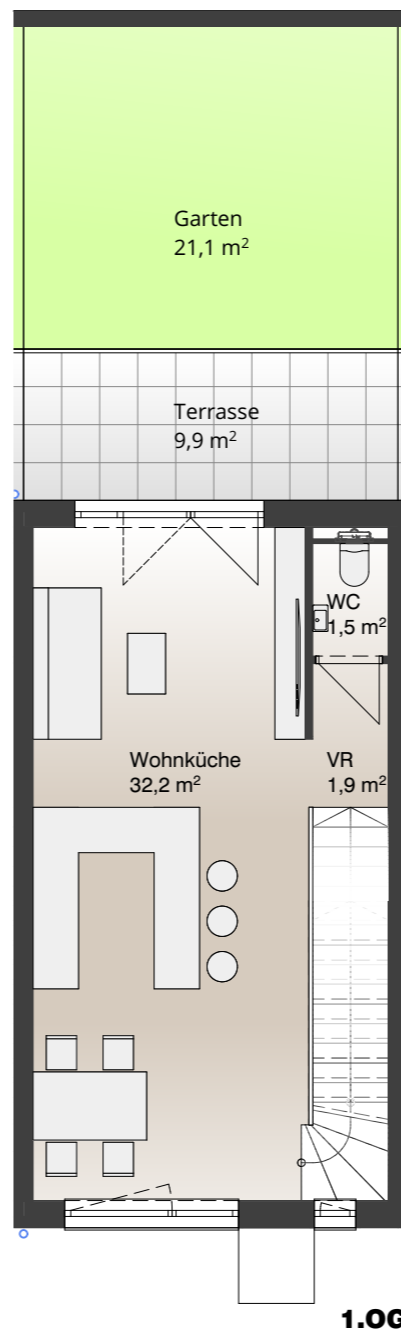 Garten
21,1 m²
Terrasse
9,9 m²
WC
1,5 m²
Wohnküche
32,2 m²
VR
1,9 m²
1.OG